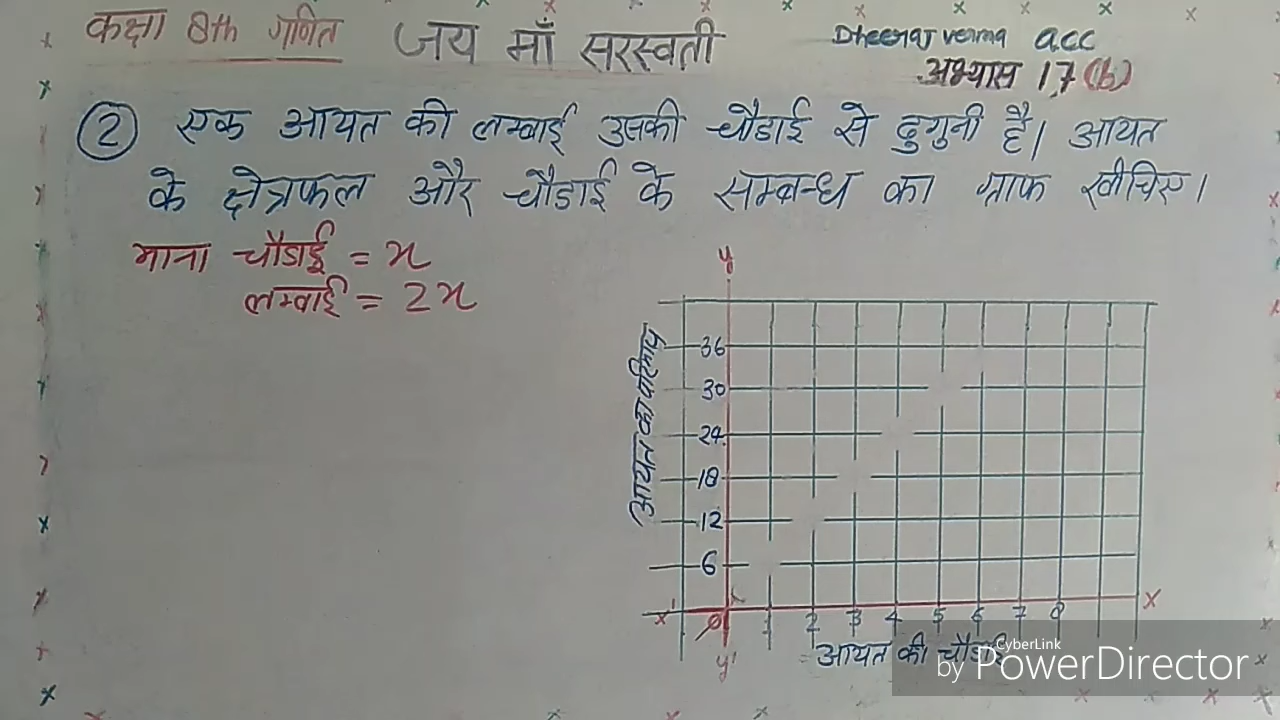 कक्षा 8th गणित जय माँ सरस्वती Dheeraj verma acc
अभ्यास 17(b)
② एक आयत की लम्बाई उसकी चौडाई से दुगुनी है। आयत
के क्षेत्रफल और चौडाई के सम्बन्ध का ग्राफ खीचिए।
माना चौडाई = x
लम्बाई = 2x
y
आयत का परिमाप
36
30
24
18
12
6
x' 0 1 2 3 4 5 6 7 8 X
y'
आयत की चौडाई
by CyberLink PowerDirector